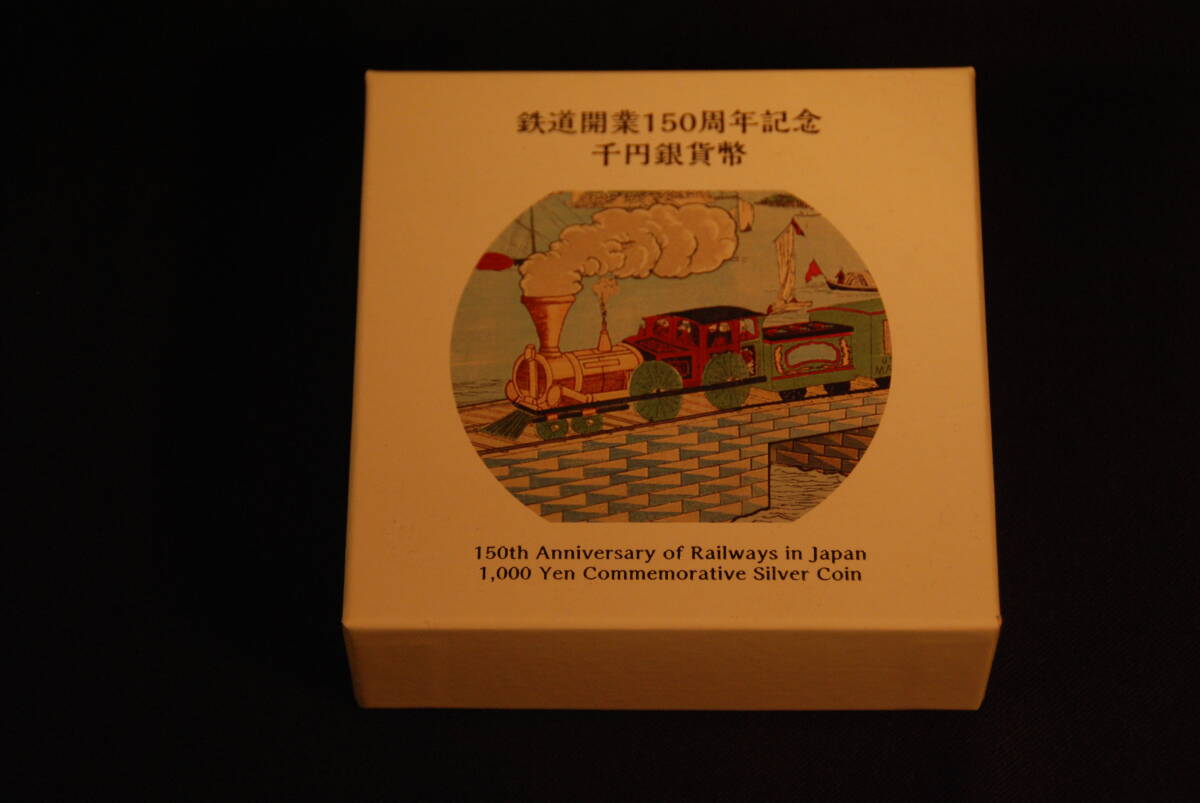 鉄道開業150周年記念
千円銀貨幣
150th Anniversary of Railways in Japan
1,000 Yen Commemorative Silver Coin